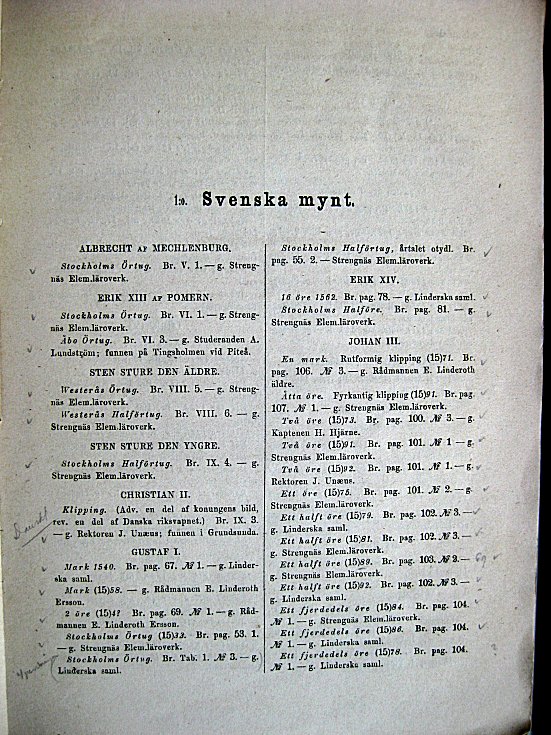 1:o. Svenska mynt.
ALBRECHT AF MECHLENBURG.
Stockholms Örtug. Br. V. 1. — g. Streng-
näs Elem.läroverk.
ERIK XIII AF POMERN.
Stockholms Örtug. Br. VI. 1. — g. Streng-
näs Elem.läroverk.
Åbo Örtug. Br. VI. 3. — g. Studeranden A.
Lundström; funnen på Tingsholmen vid Piteå.
STEN STURE DEN ÄLDRE.
Westerås Örtug. Br. VIII. 5. — g. Streng-
näs Elem.läroverk.
Westerås Halförtug. Br. VIII. 6. — g.
Strengnäs Elem.läroverk.
STEN STURE DEN YNGRE.
Stockholms Halförtug. Br. IX. 4. — g.
Strengnäs Elem.läroverk.
CHRISTIAN II.
Klipping. (Adv. en del af konungens bild,
rev. en del af Danska riksvapnet.) Br. IX. 3.
— g. Rektoren J. Unæus; funnen i Grundsunda.
GUSTAF I.
Mark 1540. Br. pag. 67. № 1. — g. Linder-
ska saml.
Mark (15)58. — g. Rådmannen E. Linderoth
Ersson.
2 öre (15)4? Br. pag. 69. № 1. — g. Råd-
mannen E. Linderoth Ersson.
Stockholms Örtug (15)33. Br. pag. 53. 1.
— g. Strengnäs Elem.läroverk.
Stockholms Örtug. Br. Tab. 1. № 3. — g.
Linderska saml.
Stockholms Halförtug, årtalet otydl. Br.
pag. 55. 2. — Strengnäs Elem.läroverk.
ERIK XIV.
16 öre 1562. Br. pag. 78. — g. Linderska saml.
Stockholms Halföre. Br. pag. 81. — g.
Strengnäs Elem.läroverk.
JOHAN III.
En mark. Rutformig klipping (15)71. Br.
pag. 106. № 3. — g. Rådmannen E. Linderoth
äldre.
Åtta öre. Fyrkantig klipping (15)91. Br. pag.
107. № 1. — g. Strengnäs Elem.läroverk.
Två öre (15)73. Br. pag. 100. № 3. — g.
Kaptenen H. Hjärne.
Två öre (15)91. Br. pag. 101. № 1 — g.
Strengnäs Elem.läroverk.
Två öre (15)92. Br. pag. 101. № 1. — g.
Rektoren J. Unæus.
Ett öre (15)75. Br. pag. 101. № 2. — g.
Strengnäs Elem.läroverk.
Ett halft öre (15)79. Br. pag. 102. № 3. —
g. Linderska saml.
Ett halft öre (15)81. Br. pag. 102. № 3. —
g. Strengnäs Elem.läroverk.
Ett halft öre (15)89. Br. pag. 103. № 2. —
g. Strengnäs Elem.läroverk.
Ett halft öre (15)92. Br. pag. 102. № 3. —
g. Linderska saml.
Ett fjerdedels öre (15)84. Br. pag. 104.
№ 1. — g. Strengnäs Elem.läroverk.
Ett fjerdedels öre (15)86. Br. pag. 104.
№ 1. — g. Linderska saml.
Ett fjerdedels öre (15)78. Br. pag. 104.
№ 1. — g. Linderska saml.